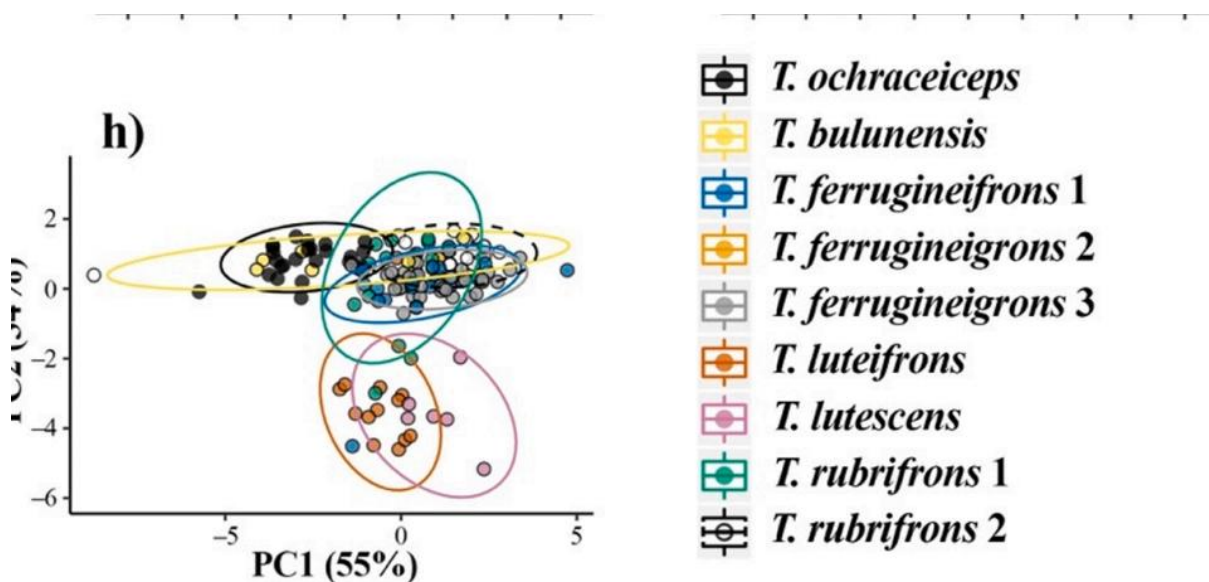 h)
T. ochraceiceps
T. bulunensis
T. ferrugineifrons 1
T. ferrugineigrons 2
T. ferrugineigrons 3
T. luteifrons
T. lutescens
T. rubrifrons 1
T. rubrifrons 2
2
0
−2
−4
−6
−5
0
5
PC1 (55%)